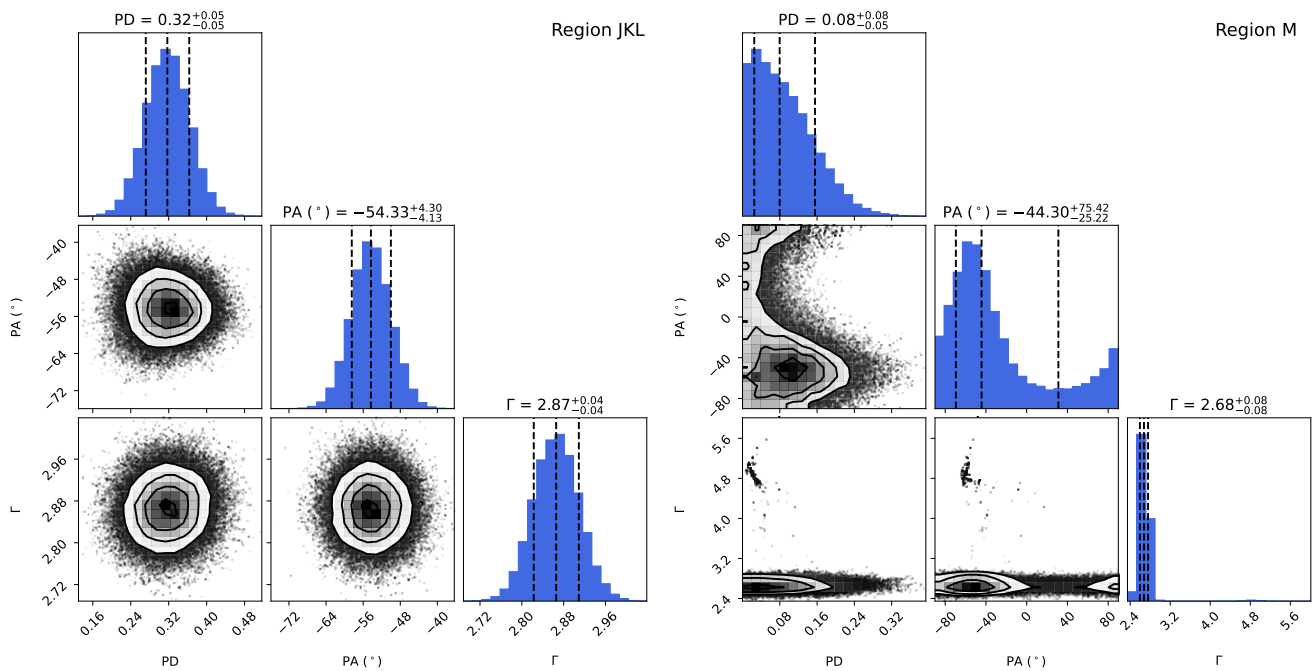 PD = 0.32+0.05−0.05
Region JKL
PA (°) = −54.33+4.30−4.13
−40
−48
−56
−64
−72
PA (°)
Γ = 2.87+0.04−0.04
2.96
2.88
2.80
2.72
Γ
0.16 0.24 0.32 0.40 0.48
PD
−72 −64 −56 −48 −40
PA (°)
2.72 2.80 2.88 2.96
Γ
PD = 0.08+0.08−0.05
Region M
PA (°) = −44.30+75.42−25.22
80
40
0
−40
−80
PA (°)
Γ = 2.68+0.08−0.08
5.6
4.8
4.0
3.2
2.4
Γ
0.08 0.16 0.24 0.32
PD
−80 −40 0 40 80
PA (°)
2.4 3.2 4.0 4.8 5.6
Γ